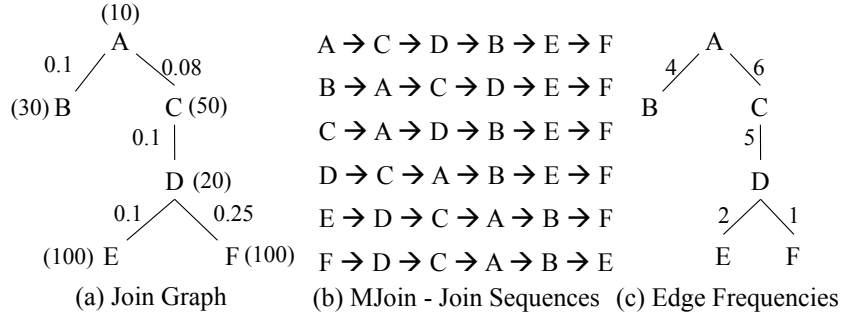 (10)
A
0.1 0.08
(30) B C (50)
0.1
D (20)
0.1 0.25
(100) E F (100)
(a) Join Graph
A → C → D → B → E → F
B → A → C → D → E → F
C → A → D → B → E → F
D → C → A → B → E → F
E → D → C → A → B → F
F → D → C → A → B → E
(b) MJoin - Join Sequences
A
4 6
B C
5
D
2 1
E F
(c) Edge Frequencies